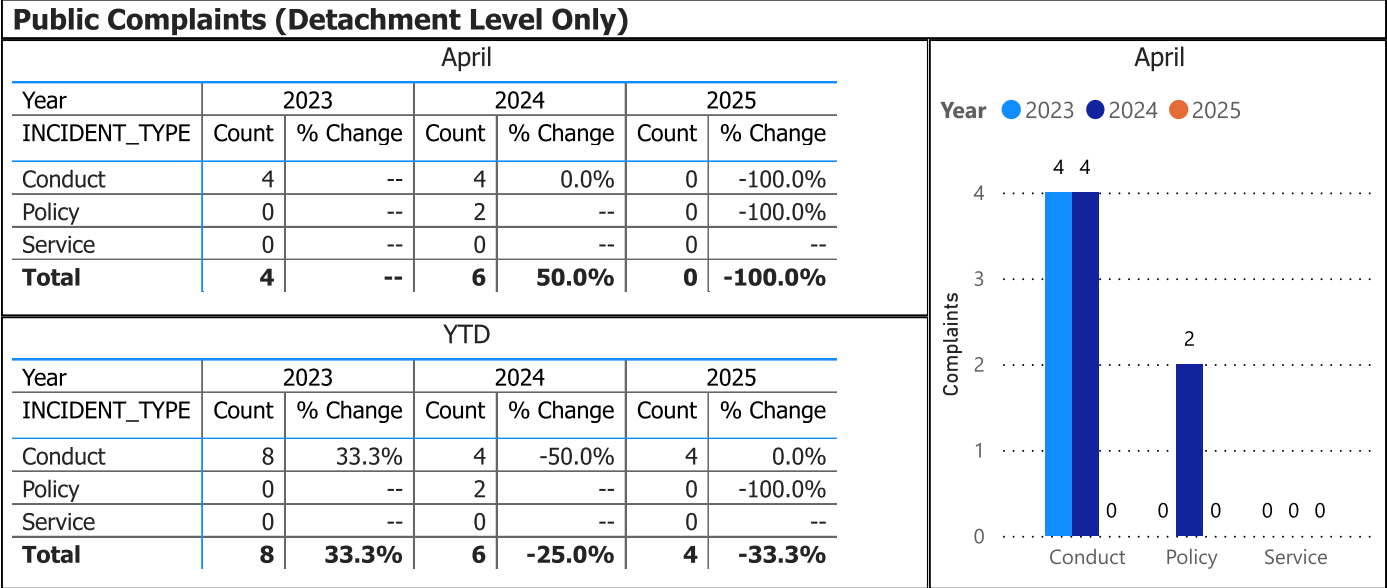 Public Complaints (Detachment Level Only)
April
Year 2023 2024 2025
INCIDENT_TYPE Count % Change Count % Change Count % Change
Conduct 4 -- 4 0.0% 0 -100.0%
Policy 0 -- 2 -- 0 -100.0%
Service 0 -- 0 -- 0 --
Total 4 -- 6 50.0% 0 -100.0%
YTD
Year 2023 2024 2025
INCIDENT_TYPE Count % Change Count % Change Count % Change
Conduct 8 33.3% 4 -50.0% 4 0.0%
Policy 0 -- 2 -- 0 -100.0%
Service 0 -- 0 -- 0 --
Total 8 33.3% 6 -25.0% 4 -33.3%
April
Year 2023 2024 2025
4 4
4
3
2
2
1
0 0 0 0 0 0
0
Complaints
Conduct Policy Service